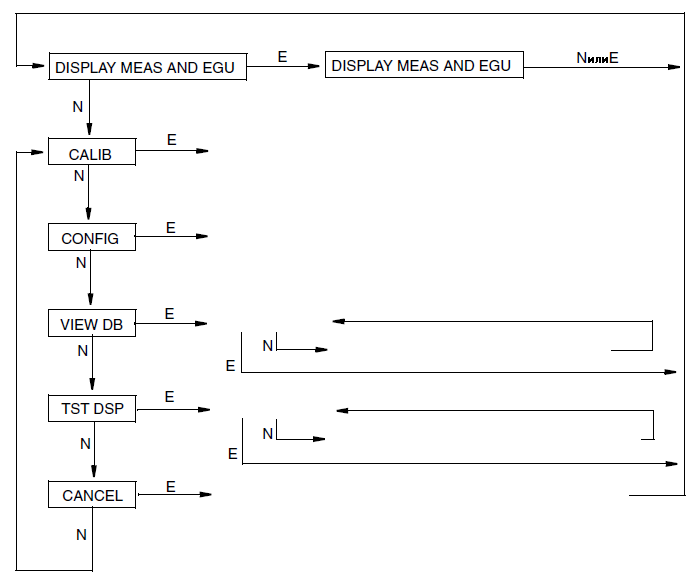 DISPLAY MEAS AND EGU E DISPLAY MEAS AND EGU NилиE
N
CALIB E
N
CONFIG E
N
VIEW DB E
N
N
E
TST DSP E
N
N
E
CANCEL E
N